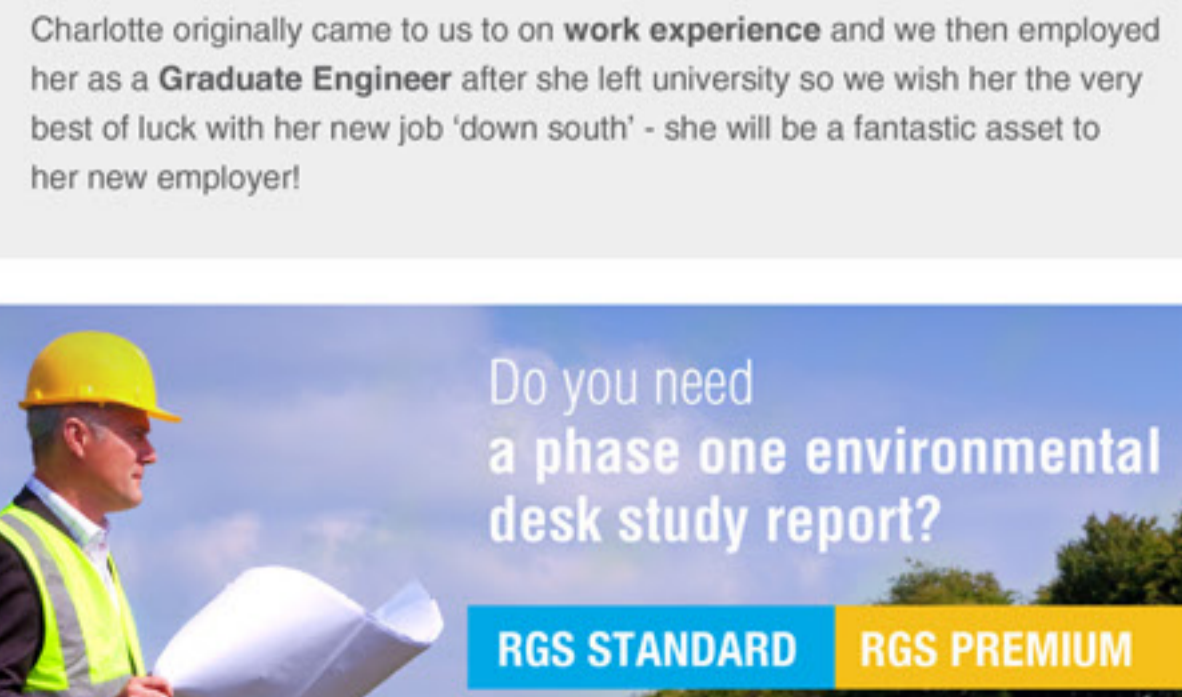 Charlotte originally came to us to on work experience and we then employed
her as a Graduate Engineer after she left university so we wish her the very
best of luck with her new job ‘down south’ - she will be a fantastic asset to
her new employer!
Do you need
a phase one environmental
desk study report?
RGS STANDARD RGS PREMIUM